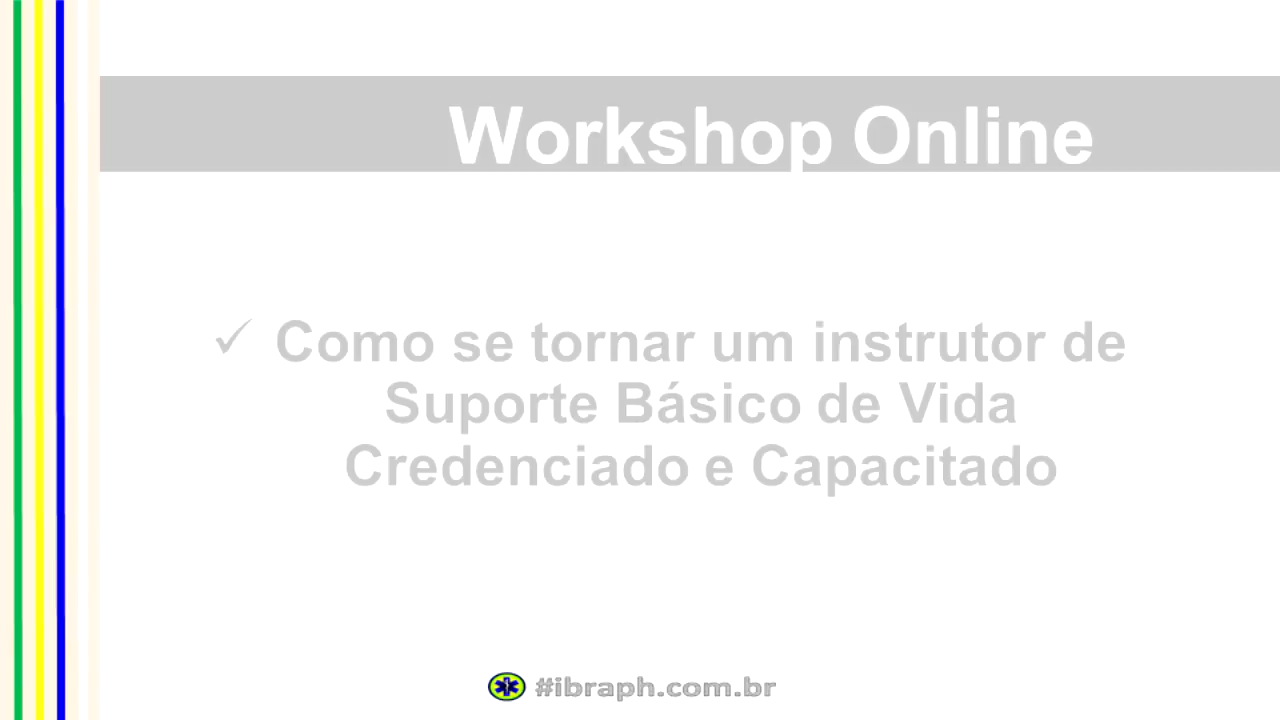 Workshop Online
✓ Como se tornar um instrutor de
Suporte Básico de Vida
Credenciado e Capacitado
#ibraph.com.br